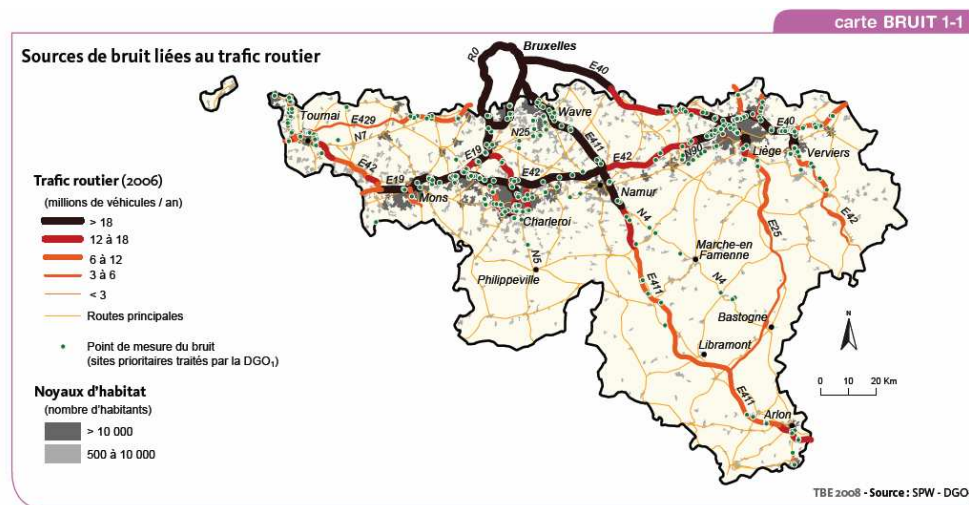 carte BRUIT 1-1
Sources de bruit liées au trafic routier
Bruxelles
R0
E40
Tournai
E429
N7
Wavre
N25
E411
E19
E42
N90
Liège
E40
Verviers
E42
E19
Mons
E42
Charleroi
Namur
N4
E25
E42
N5
Philippeville
Marche-en
Famenne
N4
E411
Bastogne
Libramont
E411
Arlon
Trafic routier (2006)
(millions de véhicules / an)
> 18
12 à 18
6 à 12
3 à 6
< 3
Routes principales
Point de mesure du bruit
(sites prioritaires traités par la DGO1)
Noyaux d'habitat
(nombre d'habitants)
> 10 000
500 à 10 000
N
0 10 20 Km
TBE 2008 - Source : SPW - DGO